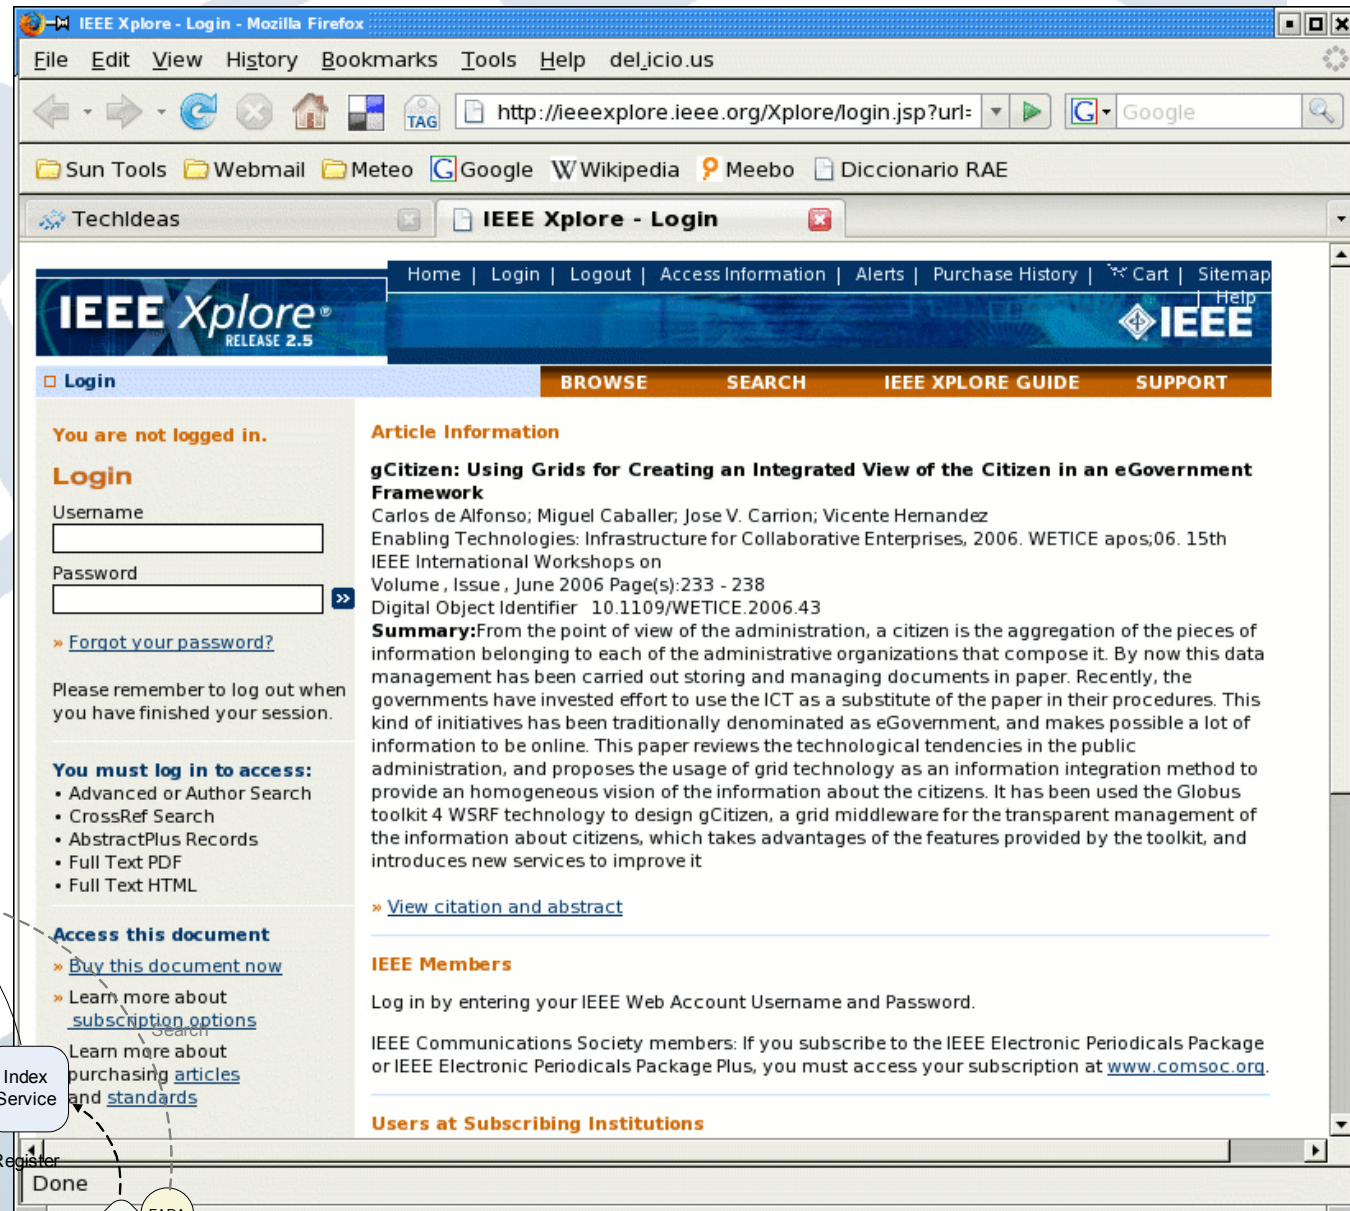 IEEE Xplore - Login - Mozilla Firefox
File Edit View History Bookmarks Tools Help del.icio.us
TAG http://ieeexplore.ieee.org/Xplore/login.jsp?url= G Google
Sun Tools Webmail Meteo Google Wikipedia Meebo Diccionario RAE
TechIdeas IEEE Xplore - Login
Home | Login | Logout | Access Information | Alerts | Purchase History | Cart | Sitemap
| Help
IEEE Xplore®
RELEASE 2.5
IEEE
Login BROWSE SEARCH IEEE XPLORE GUIDE SUPPORT
You are not logged in.
Login
Username
Password
»
» Forgot your password?
Please remember to log out when
you have finished your session.
You must log in to access:
• Advanced or Author Search
• CrossRef Search
• AbstractPlus Records
• Full Text PDF
• Full Text HTML
Access this document
» Buy this document now
» Learn more about
subscription options
Learn more about
purchasing articles
and standards
Article Information
gCitizen: Using Grids for Creating an Integrated View of the Citizen in an eGovernment
Framework
Carlos de Alfonso; Miguel Caballer; Jose V. Carrion; Vicente Hernandez
Enabling Technologies: Infrastructure for Collaborative Enterprises, 2006. WETICE apos;06. 15th
IEEE International Workshops on
Volume , Issue , June 2006 Page(s):233 - 238
Digital Object Identifier 10.1109/WETICE.2006.43
Summary:From the point of view of the administration, a citizen is the aggregation of the pieces of
information belonging to each of the administrative organizations that compose it. By now this data
management has been carried out storing and managing documents in paper. Recently, the
governments have invested effort to use the ICT as a substitute of the paper in their procedures. This
kind of initiatives has been traditionally denominated as eGovernment, and makes possible a lot of
information to be online. This paper reviews the technological tendencies in the public
administration, and proposes the usage of grid technology as an information integration method to
provide an homogeneous vision of the information about the citizens. It has been used the Globus
toolkit 4 WSRF technology to design gCitizen, a grid middleware for the transparent management of
the information about citizens, which takes advantages of the features provided by the toolkit, and
introduces new services to improve it
» View citation and abstract
IEEE Members
Log in by entering your IEEE Web Account Username and Password.
IEEE Communications Society members: If you subscribe to the IEEE Electronic Periodicals Package
or IEEE Electronic Periodicals Package Plus, you must access your subscription at www.comsoc.org.
Users at Subscribing Institutions
Search
Index
Service
Register
Done